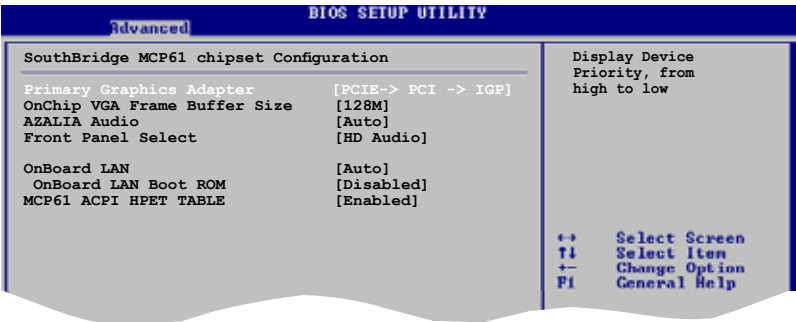 BIOS SETUP UTILITY
Advanced
SouthBridge MCP61 chipset Configuration
Primary Graphics Adapter [PCIE-> PCI -> IGP]
OnChip VGA Frame Buffer Size [128M]
AZALIA Audio [Auto]
Front Panel Select [HD Audio]
OnBoard LAN [Auto]
OnBoard LAN Boot ROM [Disabled]
MCP61 ACPI HPET TABLE [Enabled]
Display Device
Priority, from
high to low
←→ Select Screen
↑↓ Select Item
+- Change Option
F1 General Help